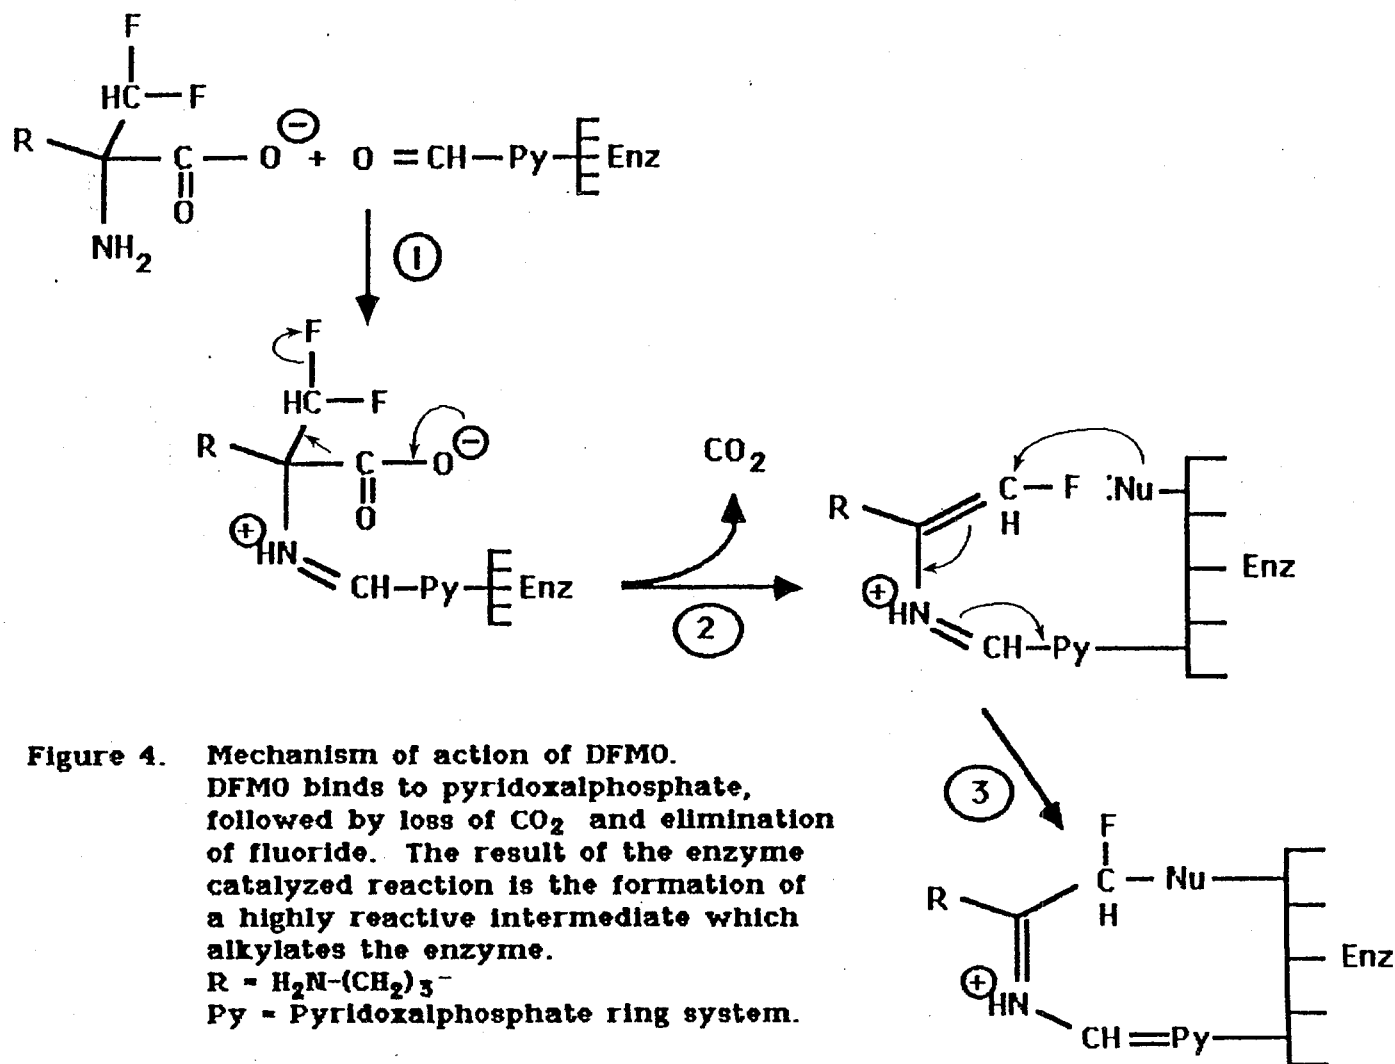 F
HC—F
R
C—O ⊖ + O=CH—Py—Enz
O
NH2
1
F
HC—F
R
C—O ⊖
O
⊕HN
CH—Py—Enz
CO2
2
R
C—F :Nu
H
Enz
⊕HN
CH—Py
3
F
R
C—Nu
H
Enz
⊕HN
CH=Py
Figure 4. Mechanism of action of DFMO.
DFMO binds to pyridoxalphosphate,
followed by loss of CO2 and elimination
of fluoride. The result of the enzyme
catalyzed reaction is the formation of
a highly reactive intermediate which
alkylates the enzyme.
R = H2N-(CH2)3-
Py = Pyridoxalphosphate ring system.